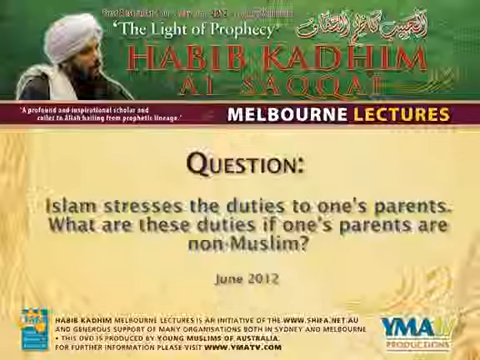 'The Light of Prophecy'
HABIB KADHIM
AL-SAQQAF
"A profound and inspirational scholar and
caller to Allah hailing from prophetic lineage."
MELBOURNE LECTURES
QUESTION:
Islam stresses the duties to one's parents.
What are these duties if one's parents are
non-Muslim?
June 2012
HABIB KADHIM MELBOURNE LECTURES IS AN INITIATIVE OF THE WWW.SHIFA.NET.AU
AND GENEROUS SUPPORT OF MANY ORGANISATIONS BOTH IN SYDNEY AND MELBOURNE
• THIS DVD IS PRODUCED BY YOUNG MUSLIMS OF AUSTRALIA.
FOR FURTHER INFORMATION PLEASE VISIT WWW.YMATV.COM
YMATV
PRODUCTIONS